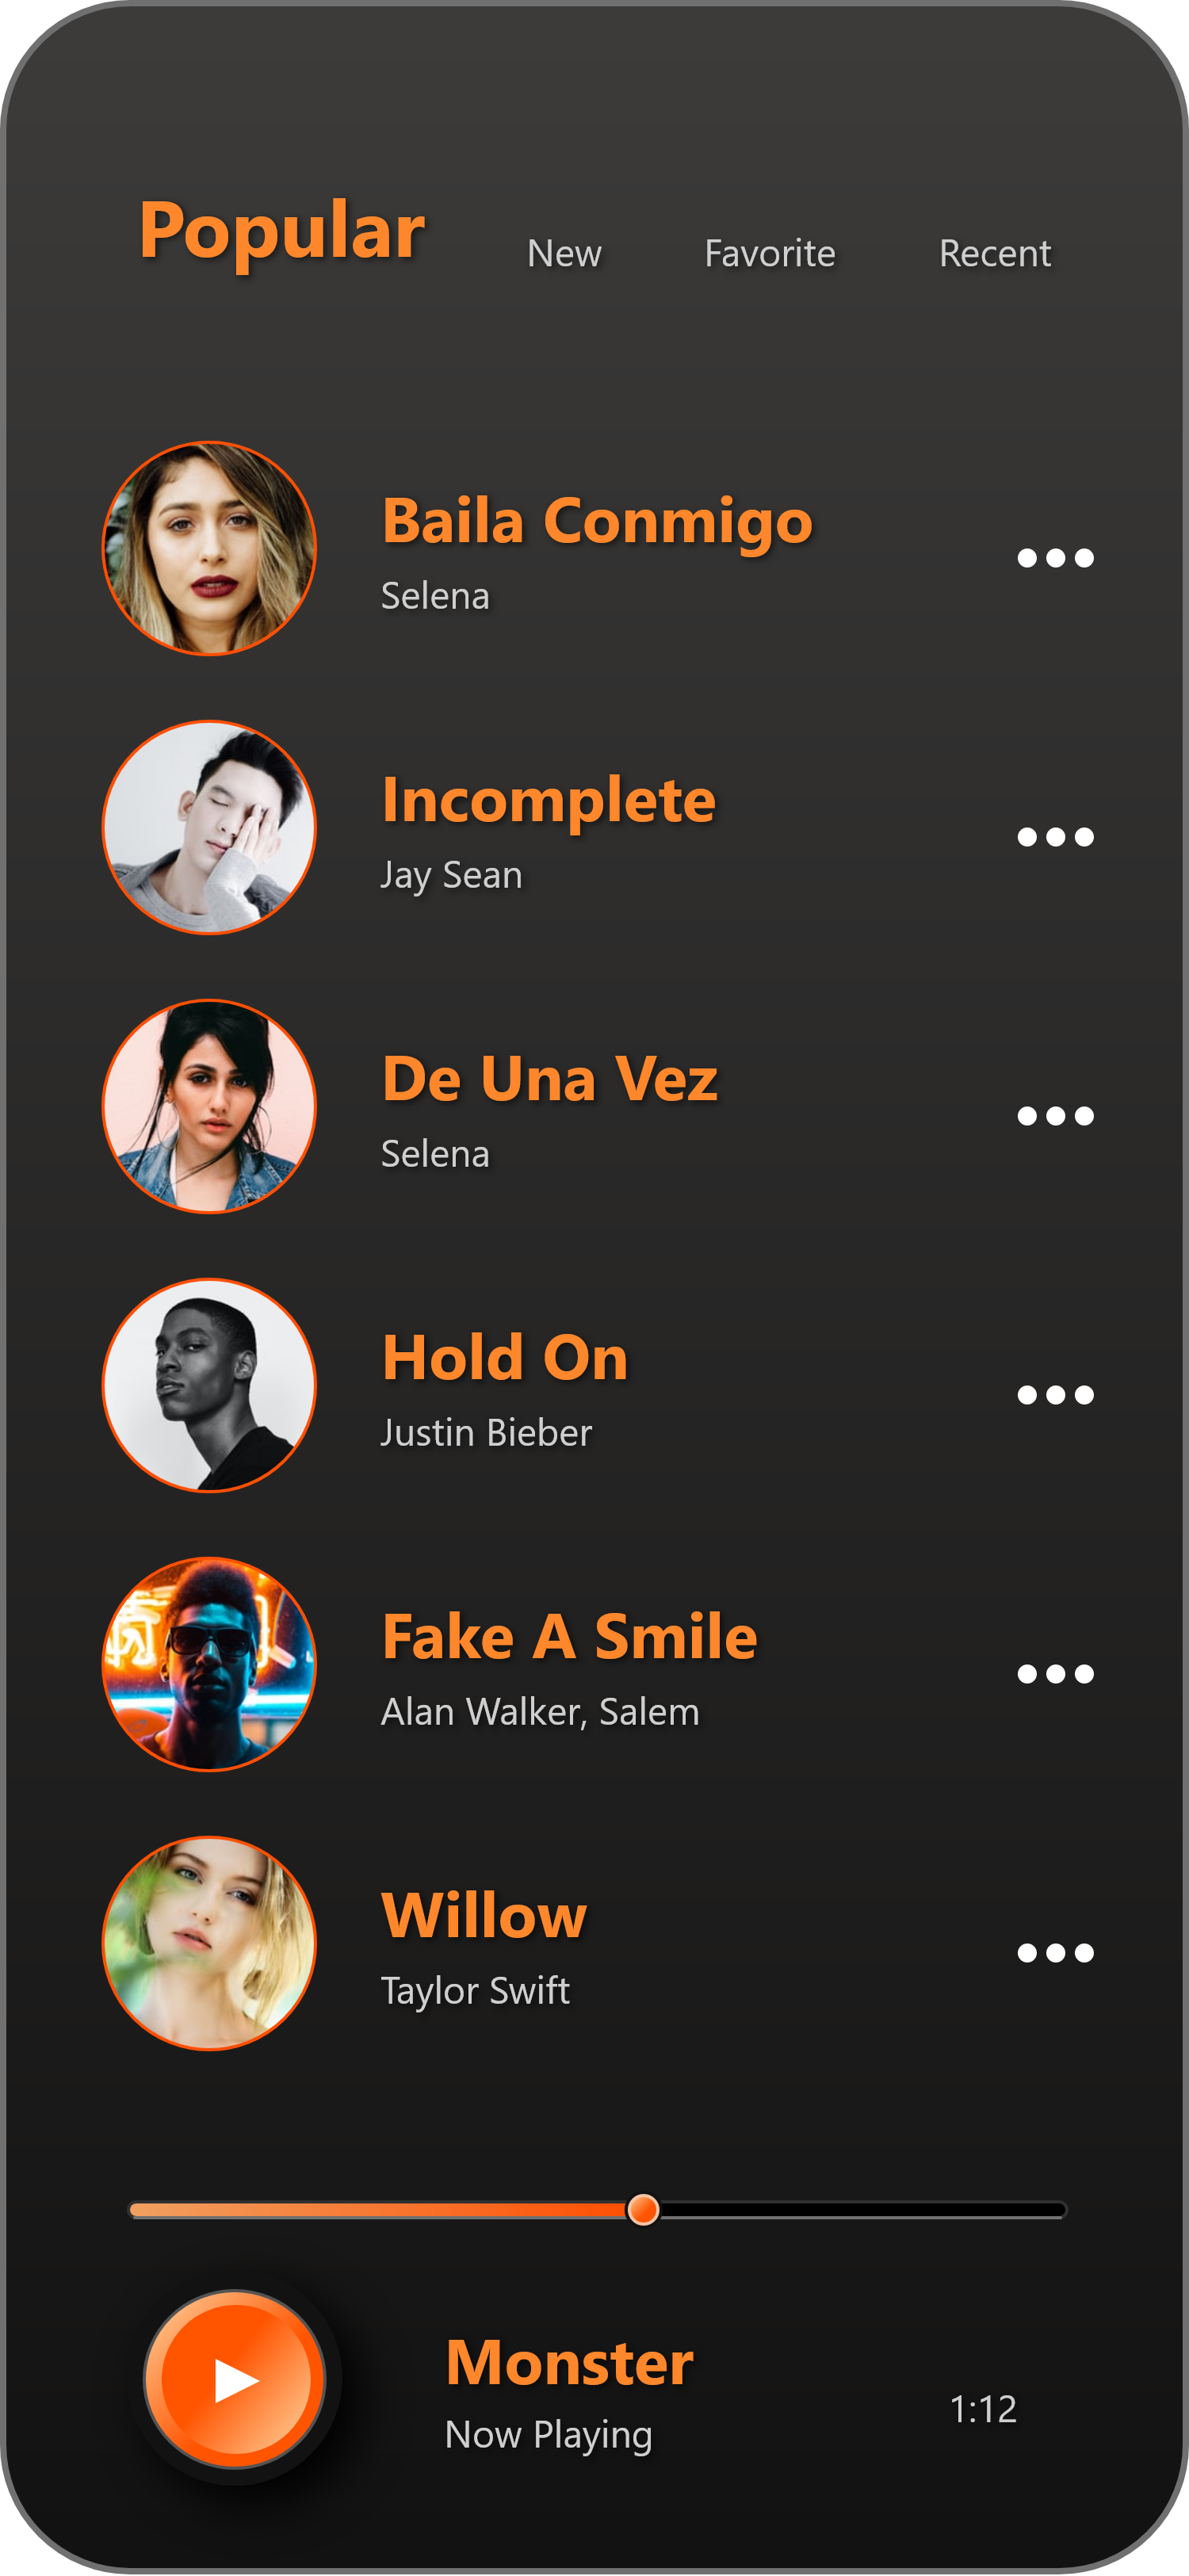 Popular New Favorite Recent
Baila Conmigo
Selena
Incomplete
Jay Sean
De Una Vez
Selena
Hold On
Justin Bieber
Fake A Smile
Alan Walker, Salem
Willow
Taylor Swift
Monster
Now Playing
1:12